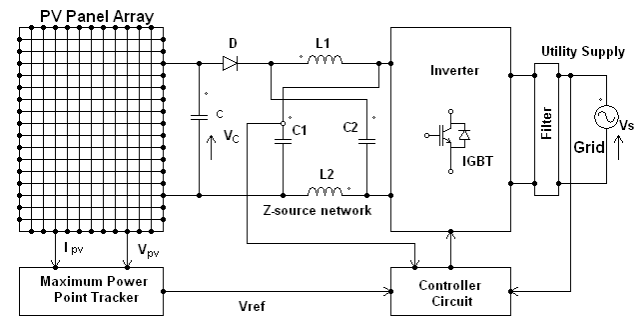 PV Panel Array
D
L1
C
VC
C1
C2
L2
Z-source network
Inverter
IGBT
Utility Supply
Filter
Grid
Vs
Ipv
Vpv
Maximum Power
Point Tracker
Vref
Controller
Circuit